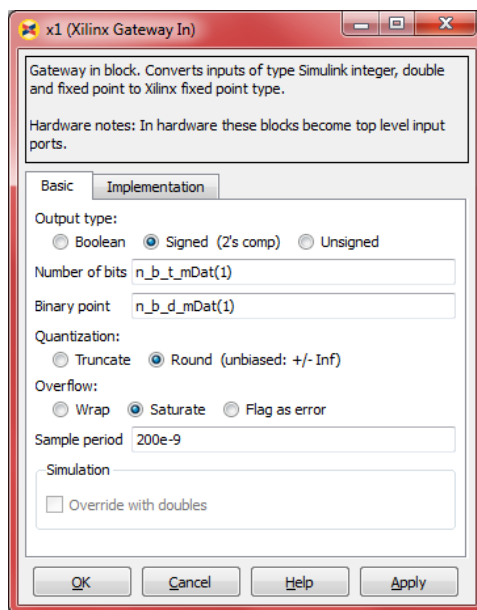 x1 (Xilinx Gateway In)
Gateway in block. Converts inputs of type Simulink integer, double
and fixed point to Xilinx fixed point type.
Hardware notes: In hardware these blocks become top level input
ports.
Basic Implementation
Output type:
Boolean Signed (2's comp) Unsigned
Number of bits n_b_t_mDat(1)
Binary point n_b_d_mDat(1)
Quantization:
Truncate Round (unbiased: +/- Inf)
Overflow:
Wrap Saturate Flag as error
Sample period 200e-9
Simulation
Override with doubles
OK Cancel Help Apply